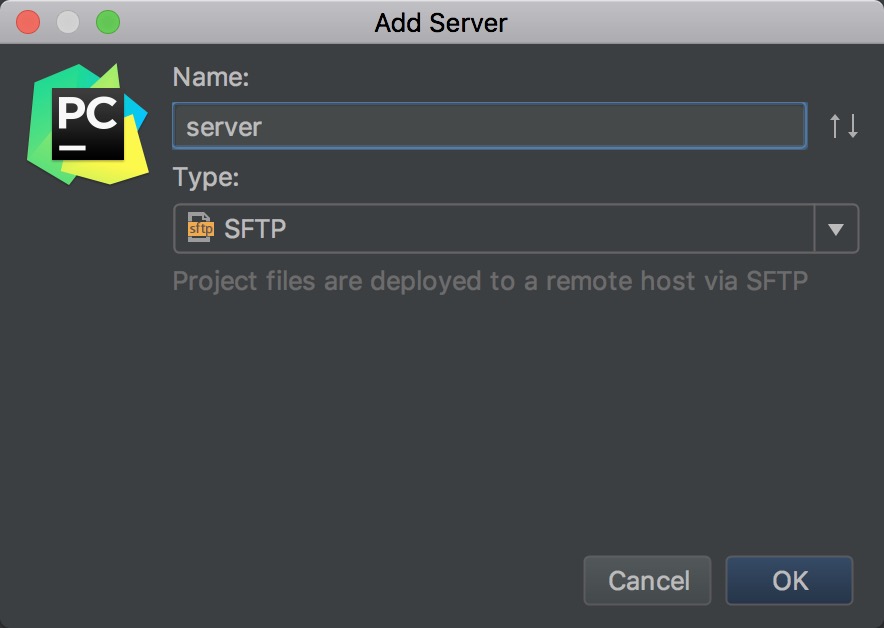 Add Server
PC
Name:
server
Type:
sftp SFTP
Project files are deployed to a remote host via SFTP
Cancel OK